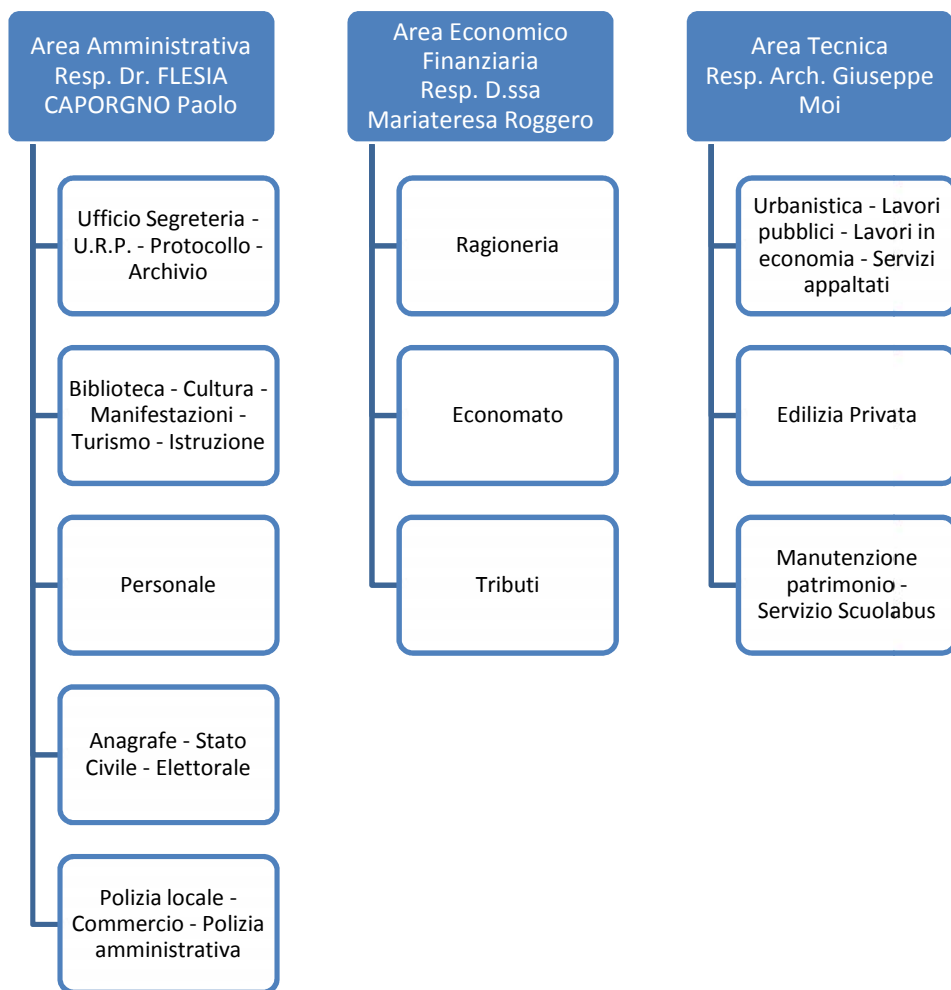 Area Amministrativa
Resp. Dr. FLESIA
CAPORGNO Paolo
Ufficio Segreteria -
U.R.P. - Protocollo -
Archivio
Biblioteca - Cultura -
Manifestazioni -
Turismo - Istruzione
Personale
Anagrafe - Stato
Civile - Elettorale
Polizia locale -
Commercio - Polizia
amministrativa
Area Economico
Finanziaria
Resp. D.ssa
Mariateresa Roggero
Ragioneria
Economato
Tributi
Area Tecnica
Resp. Arch. Giuseppe
Moi
Urbanistica - Lavori
pubblici - Lavori in
economia - Servizi
appaltati
Edilizia Privata
Manutenzione
patrimonio -
Servizio Scuolabus